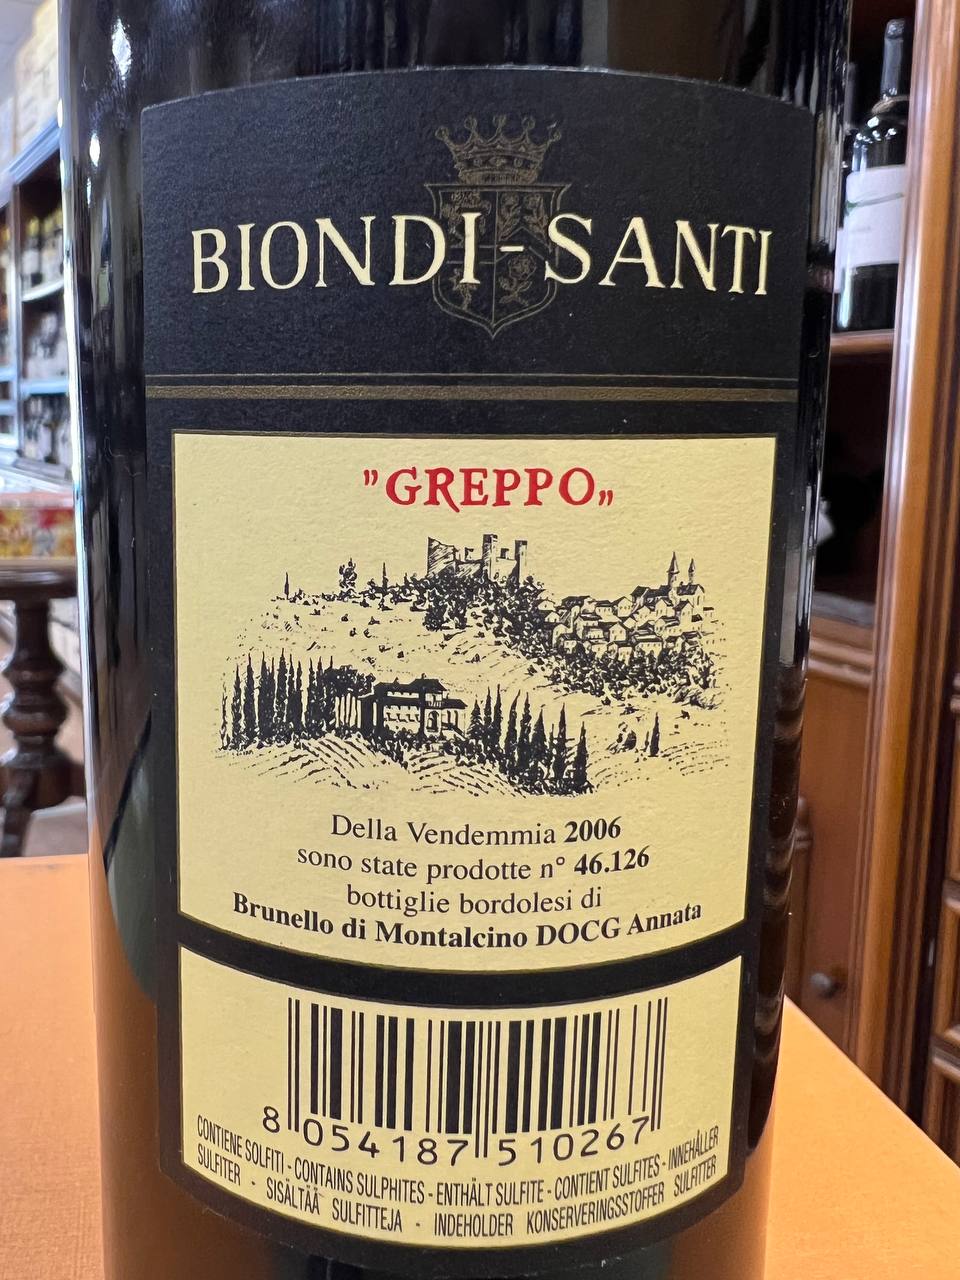 BIONDI-SANTI
"GREPPO„
Della Vendemmia 2006
sono state prodotte n° 46.126
bottiglie bordolesi di
Brunello di Montalcino DOCG Annata
8 054187 510267
CONTIENE SOLFITI - CONTAINS SULPHITES - ENTHÄLT SULFITE - CONTIENT SULFITES - INNEHÅLLER
SULFITER - SISÄLTÄÄ SULFITTEJA - INDEHOLDER KONSERVERINGSSTOFFER SULFITTER